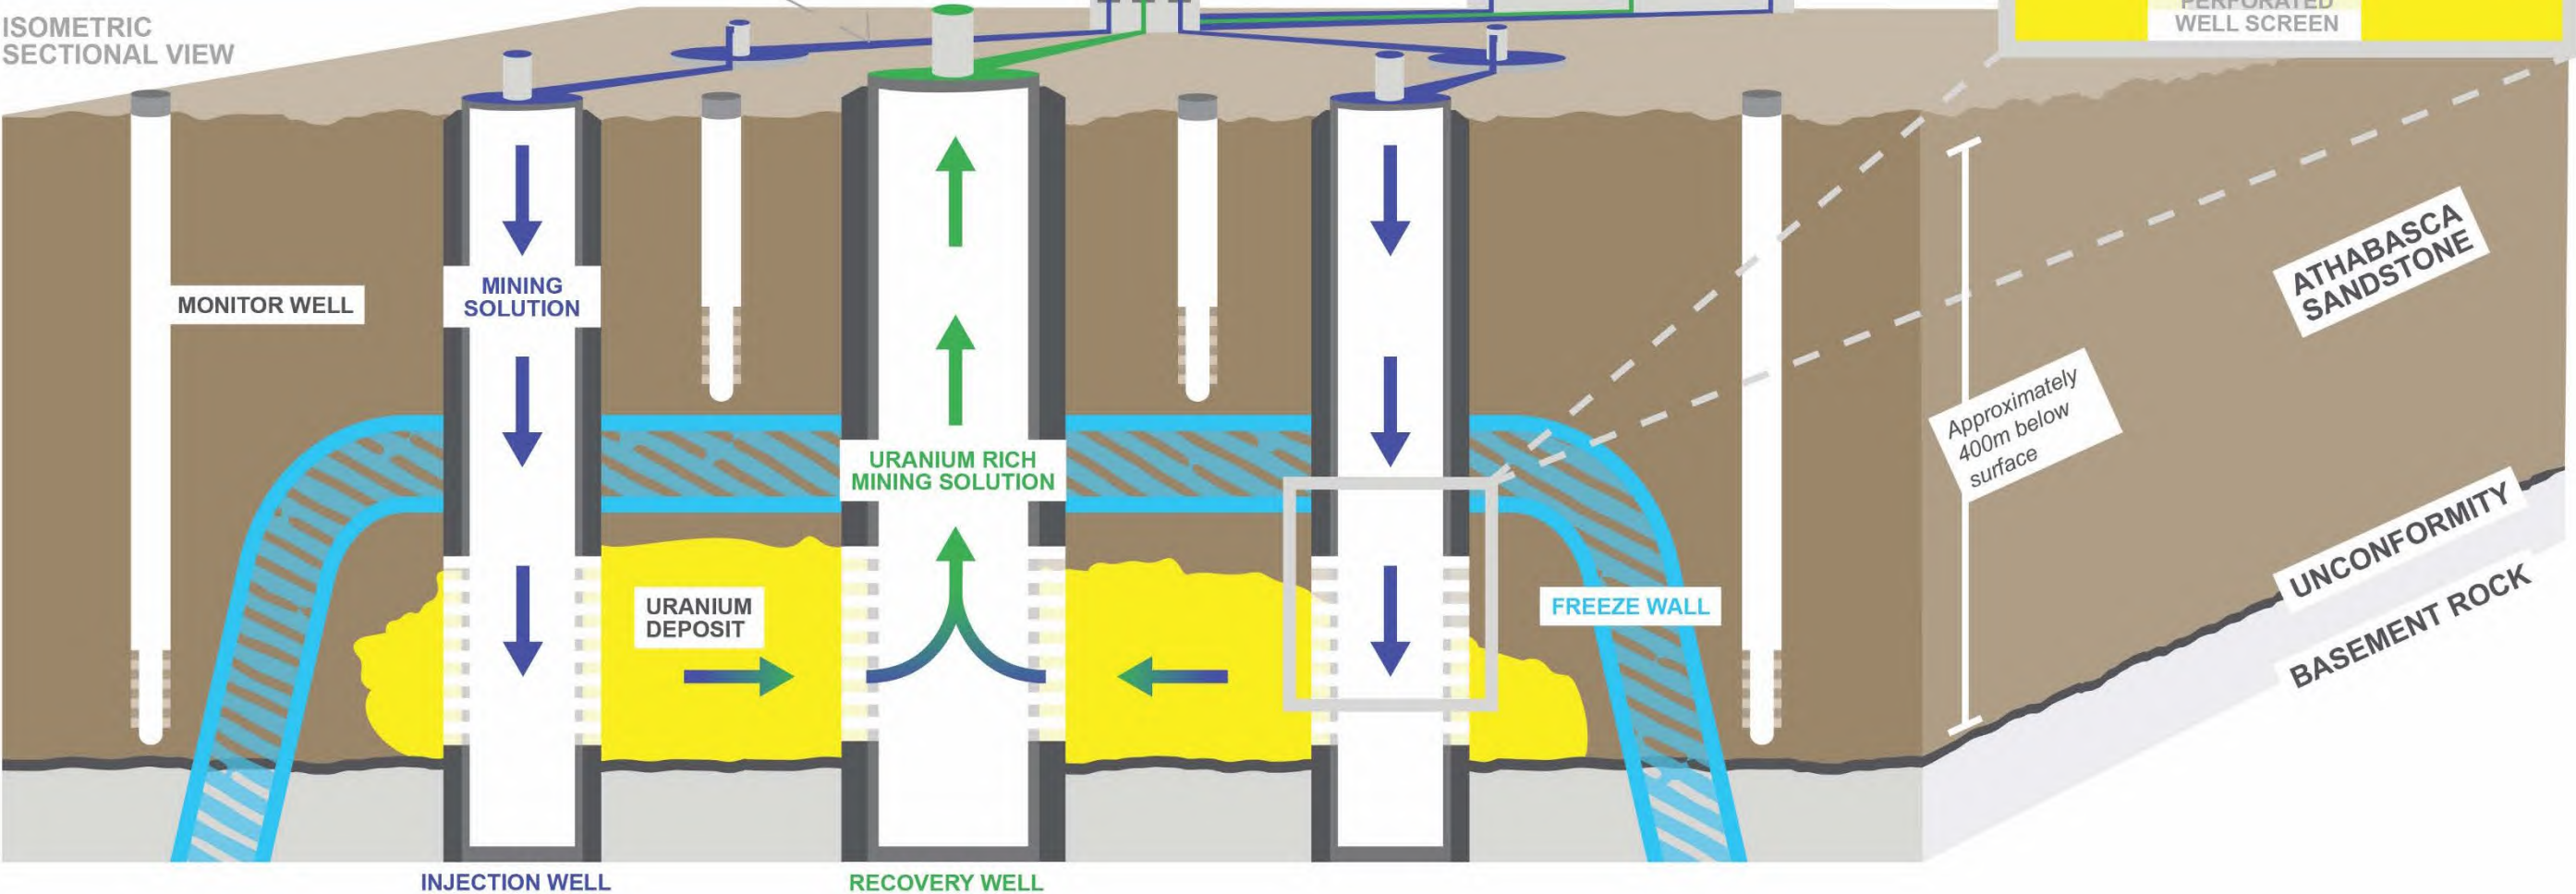 ISOMETRIC
SECTIONAL VIEW
PERFORATED
WELL SCREEN
MONITOR WELL
MINING
SOLUTION
URANIUM RICH
MINING SOLUTION
URANIUM
DEPOSIT
FREEZE WALL
ATHABASCA
SANDSTONE
Approximately
400m below
surface
UNCONFORMITY
BASEMENT ROCK
INJECTION WELL
RECOVERY WELL